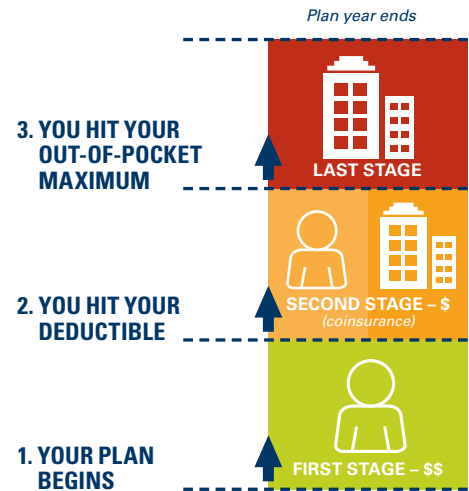 Plan year ends
3. YOU HIT YOUR
OUT-OF-POCKET
MAXIMUM
LAST STAGE
2. YOU HIT YOUR
DEDUCTIBLE
SECOND STAGE – $
(coinsurance)
1. YOUR PLAN
BEGINS
FIRST STAGE – $$